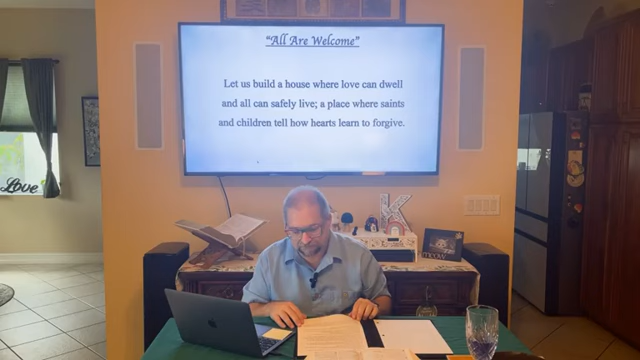 "All Are Welcome"
Let us build a house where love can dwell
and all can safely live; a place where saints
and children tell how hearts learn to forgive.
Love
K
MEOW